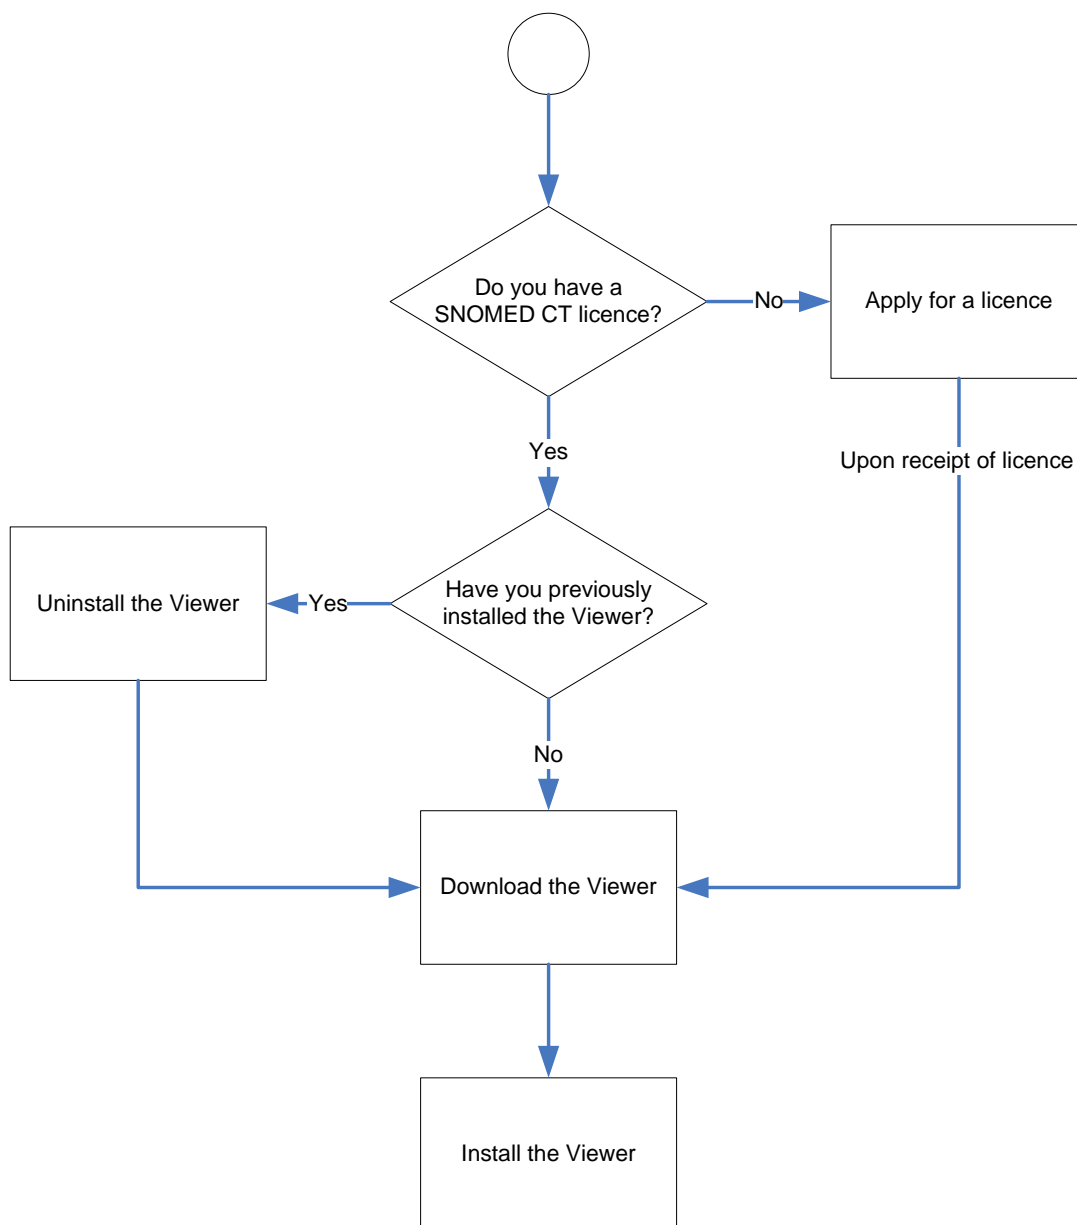 Do you have a
SNOMED CT licence?
No
Apply for a licence
Yes
Upon receipt of licence
Uninstall the Viewer
Yes
Have you previously
installed the Viewer?
No
Download the Viewer
Install the Viewer